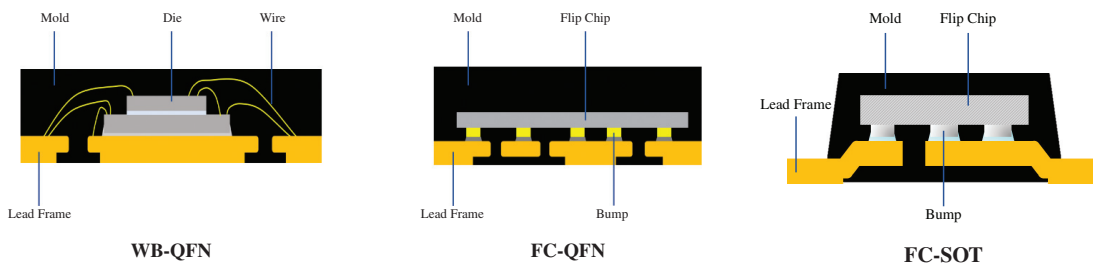 Mold Die Wire
Lead Frame
WB-QFN
Mold Flip Chip
Lead Frame Bump
FC-QFN
Mold Flip Chip
Lead Frame
Bump
FC-SOT